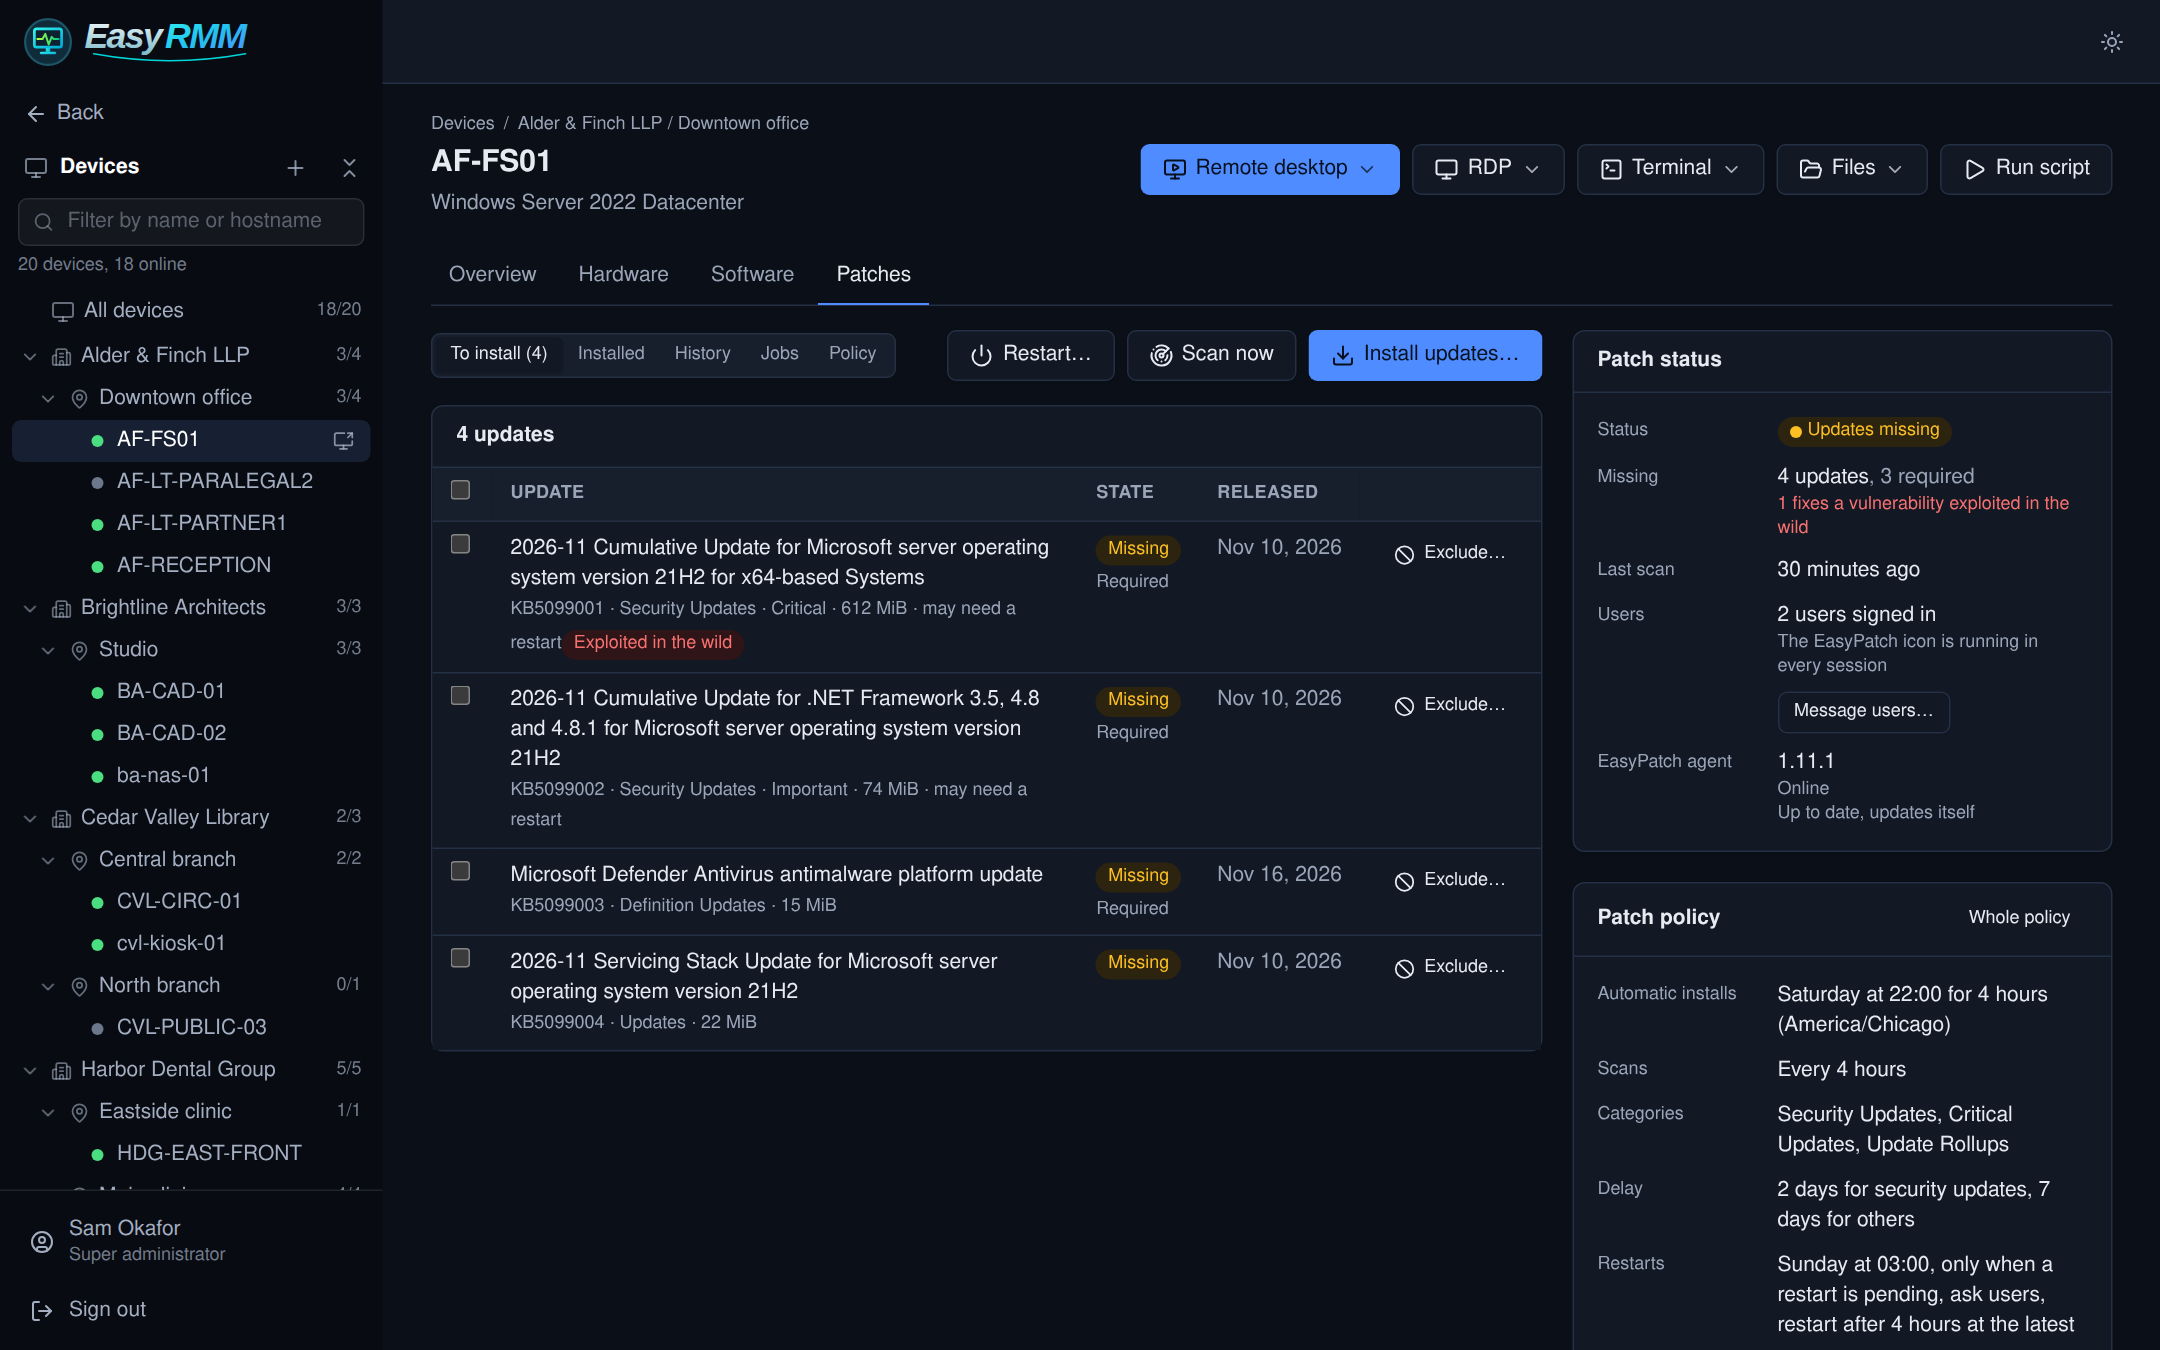 EasyRMM
Back
Devices
Filter by name or hostname
20 devices, 18 online
All devices 18/20
Alder & Finch LLP 3/4
Downtown office 3/4
AF-FS01
AF-LT-PARALEGAL2
AF-LT-PARTNER1
AF-RECEPTION
Brightline Architects 3/3
Studio 3/3
BA-CAD-01
BA-CAD-02
ba-nas-01
Cedar Valley Library 2/3
Central branch 2/2
CVL-CIRC-01
cvl-kiosk-01
North branch 0/1
CVL-PUBLIC-03
Harbor Dental Group 5/5
Eastside clinic 1/1
HDG-EAST-FRONT
Sam Okafor
Super administrator
Sign out
Devices / Alder & Finch LLP / Downtown office
AF-FS01
Windows Server 2022 Datacenter
Remote desktop
RDP
Terminal
Files
Run script
Overview Hardware Software Patches
To install (4) Installed History Jobs Policy
Restart…
Scan now
Install updates…
4 updates
UPDATE STATE RELEASED
2026-11 Cumulative Update for Microsoft server operating
system version 21H2 for x64-based Systems
KB5099001 · Security Updates · Critical · 612 MiB · may need a
restart Exploited in the wild
Missing
Required
Nov 10, 2026
Exclude…
2026-11 Cumulative Update for .NET Framework 3.5, 4.8
and 4.8.1 for Microsoft server operating system version
21H2
KB5099002 · Security Updates · Important · 74 MiB · may need a
restart
Missing
Required
Nov 10, 2026
Exclude…
Microsoft Defender Antivirus antimalware platform update
KB5099003 · Definition Updates · 15 MiB
Missing
Required
Nov 16, 2026
Exclude…
2026-11 Servicing Stack Update for Microsoft server
operating system version 21H2
KB5099004 · Updates · 22 MiB
Missing
Nov 10, 2026
Exclude…
Patch status
Status Updates missing
Missing 4 updates, 3 required
1 fixes a vulnerability exploited in the
wild
Last scan 30 minutes ago
Users 2 users signed in
The EasyPatch icon is running in
every session
Message users…
EasyPatch agent 1.11.1
Online
Up to date, updates itself
Patch policy Whole policy
Automatic installs Saturday at 22:00 for 4 hours
(America/Chicago)
Scans Every 4 hours
Categories Security Updates, Critical
Updates, Update Rollups
Delay 2 days for security updates, 7
days for others
Restarts Sunday at 03:00, only when a
restart is pending, ask users,
restart after 4 hours at the latest